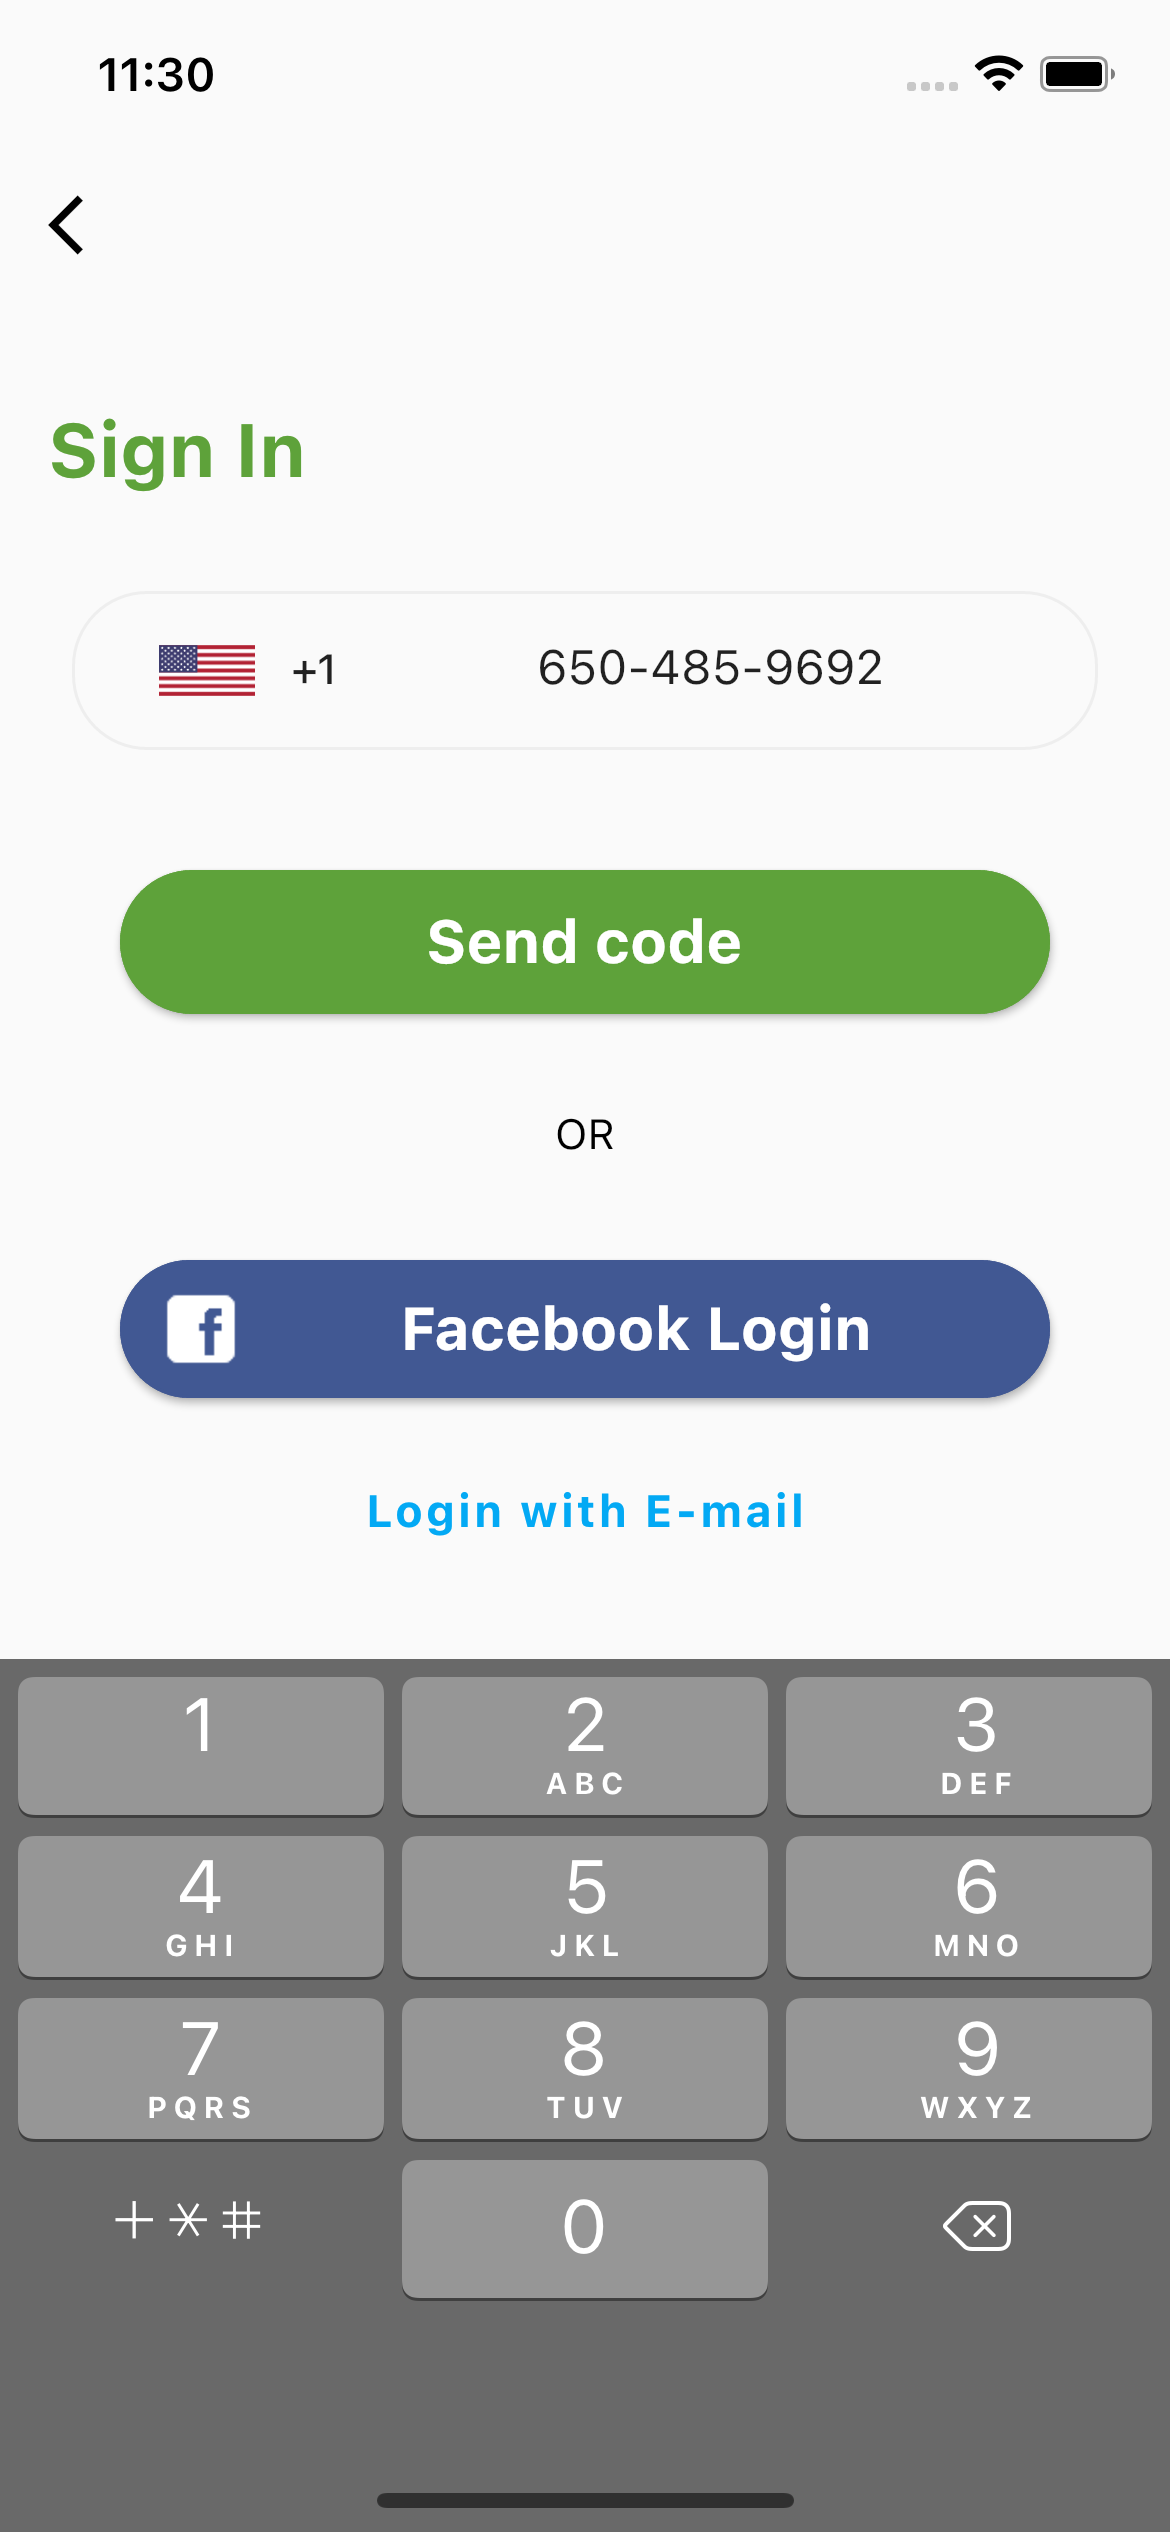 11:30
Sign In
+1 650-485-9692
Send code
OR
f Facebook Login
Login with E-mail
1 2 3
ABC DEF
4 5 6
GHI JKL MNO
7 8 9
PQRS TUV WXYZ
+ * # 0